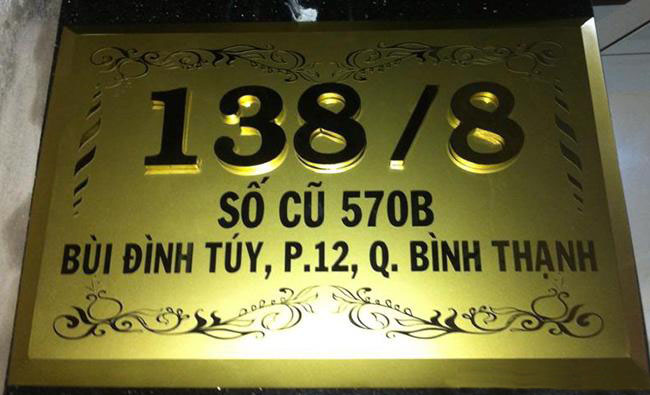 138/8
SỐ CŨ 570B
BÙI ĐÌNH TÚY, P.12, Q. BÌNH THẠNH